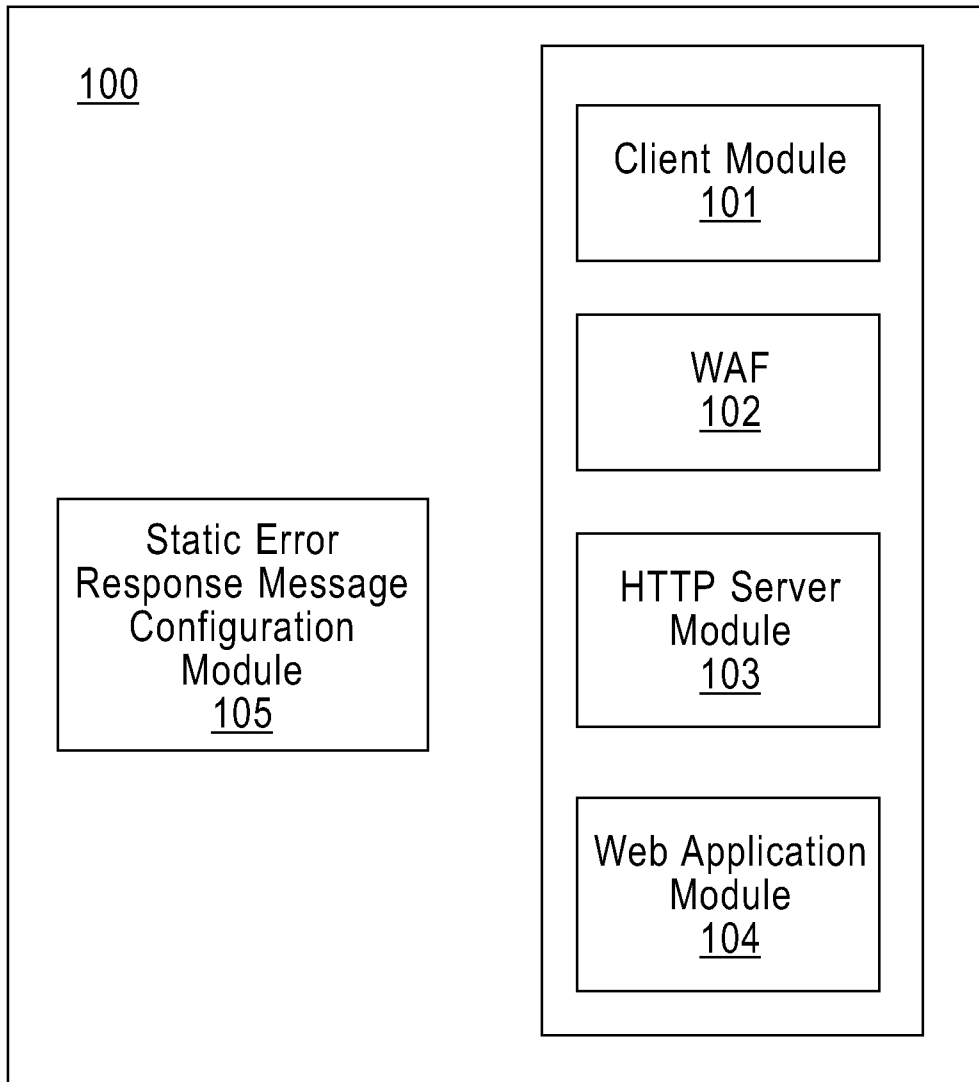 100
Client Module
101
WAF
102
HTTP Server
Module
103
Web Application
Module
104
Static Error
Response Message
Configuration
Module
105